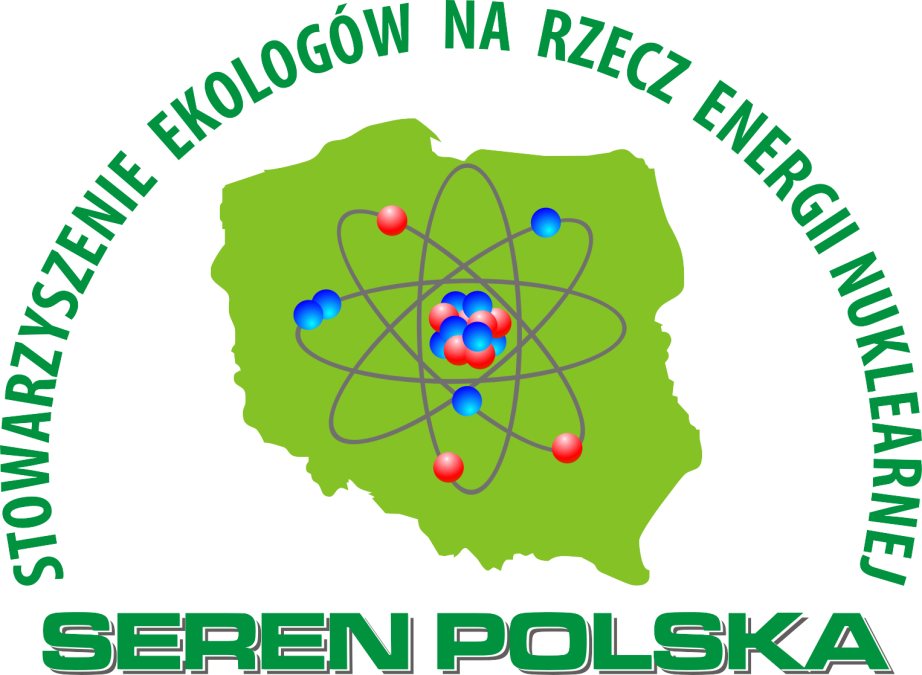 STOWARZYSZENIE EKOLOGÓW NA RZECZ ENERGII NUKLEARNEJ
SEREN POLSKA